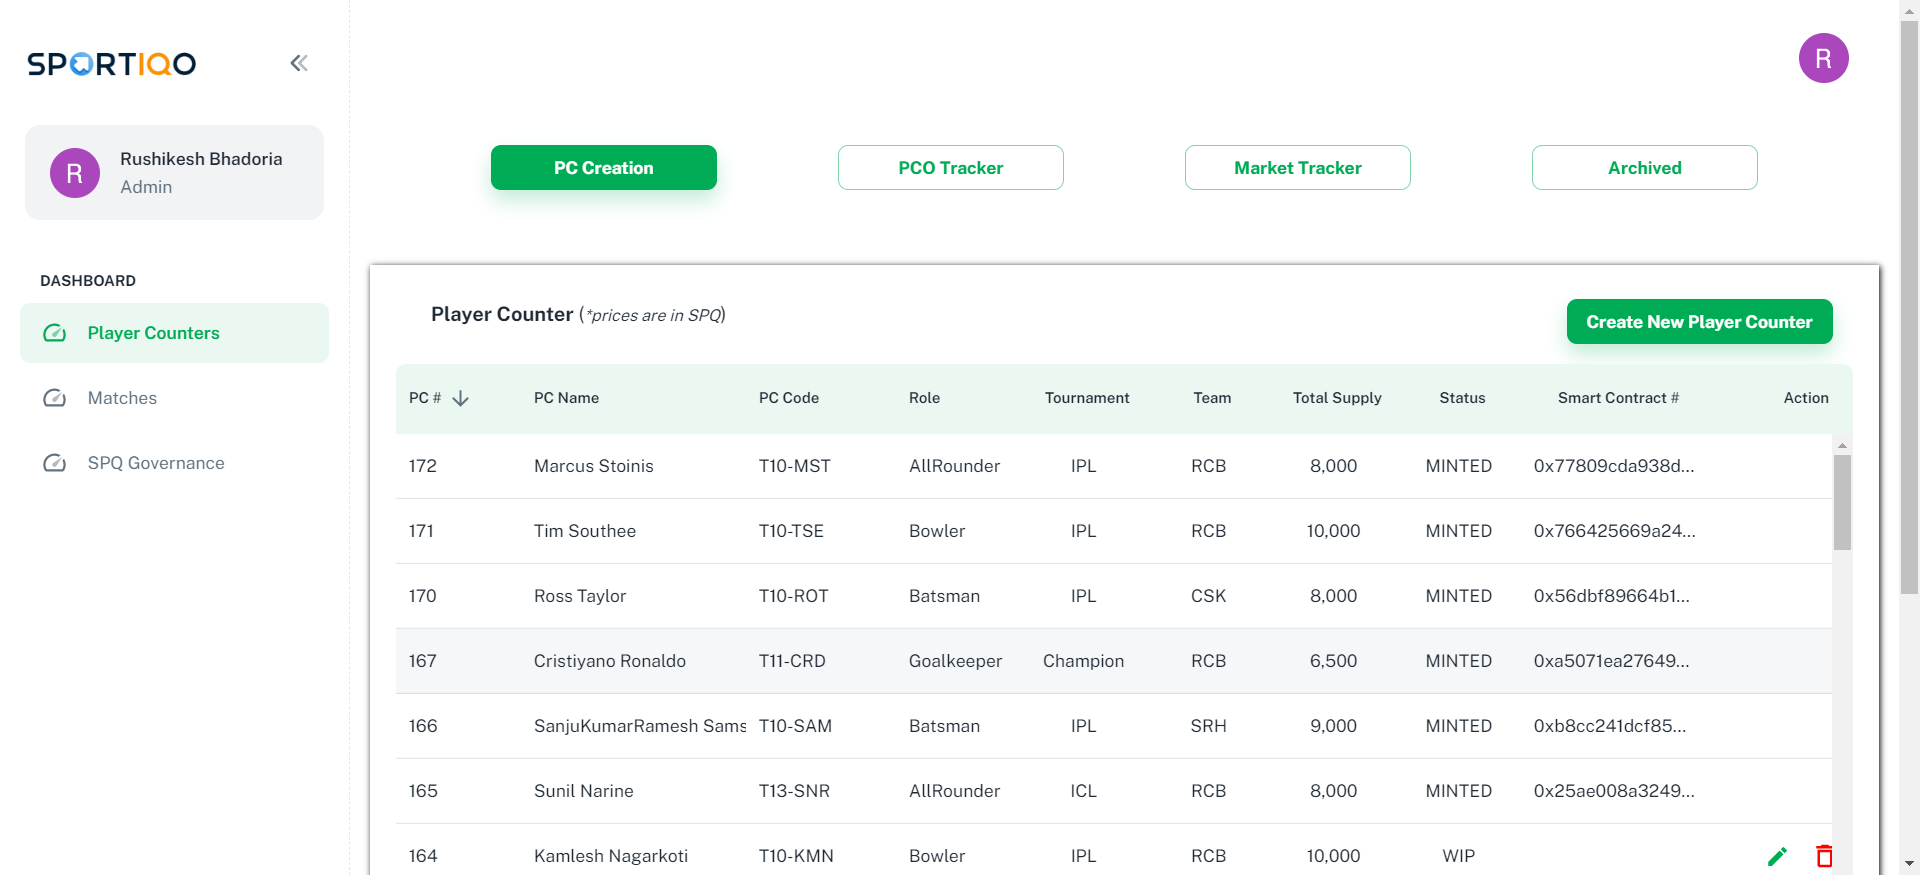 SPORTIQO
R
R
Rushikesh Bhadoria
Admin
PC Creation
PCO Tracker
Market Tracker
Archived
DASHBOARD
Player Counters
Matches
SPQ Governance
Player Counter (*prices are in SPQ)
Create New Player Counter
PC # PC Name PC Code Role Tournament Team Total Supply Status Smart Contract # Action
172 Marcus Stoinis T10-MST AllRounder IPL RCB 8,000 MINTED 0x77809cda938d...
171 Tim Southee T10-TSE Bowler IPL RCB 10,000 MINTED 0x766425669a24...
170 Ross Taylor T10-ROT Batsman IPL CSK 8,000 MINTED 0x56dbf89664b1...
167 Cristiyano Ronaldo T11-CRD Goalkeeper Champion RCB 6,500 MINTED 0xa5071ea27649...
166 SanjuKumarRamesh Sams T10-SAM Batsman IPL SRH 9,000 MINTED 0xb8cc241dcf85...
165 Sunil Narine T13-SNR AllRounder ICL RCB 8,000 MINTED 0x25ae008a3249...
164 Kamlesh Nagarkoti T10-KMN Bowler IPL RCB 10,000 WIP